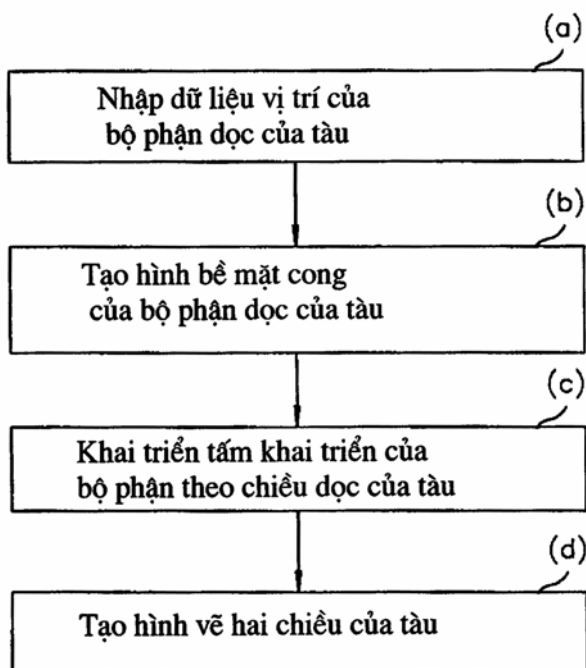 (a)
Nhập dữ liệu vị trí của
bộ phận dọc của tàu
(b)
Tạo hình bề mặt cong
của bộ phận dọc của tàu
(c)
Khai triển tấm khai triển của
bộ phận theo chiều dọc của tàu
(d)
Tạo hình vẽ hai chiều của tàu